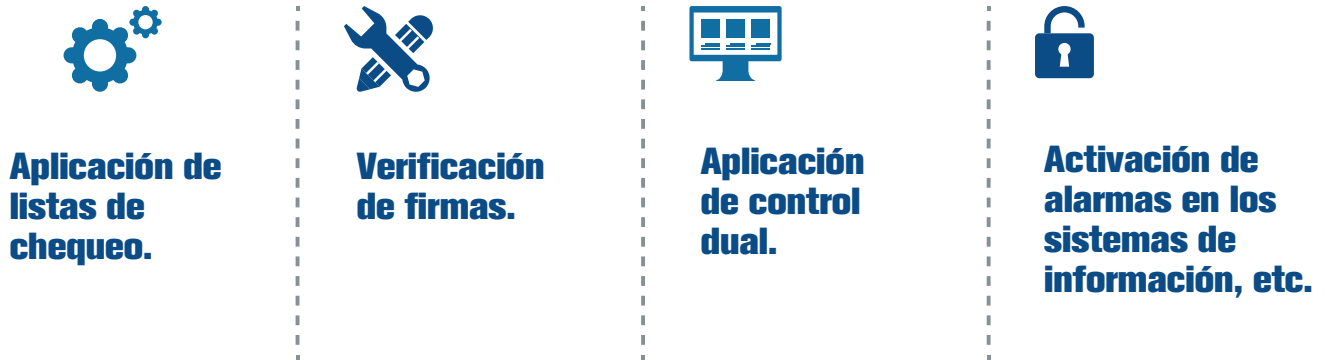 Aplicación de
listas de
chequeo.
Verificación
de firmas.
Aplicación
de control
dual.
Activación de
alarmas en los
sistemas de
información, etc.